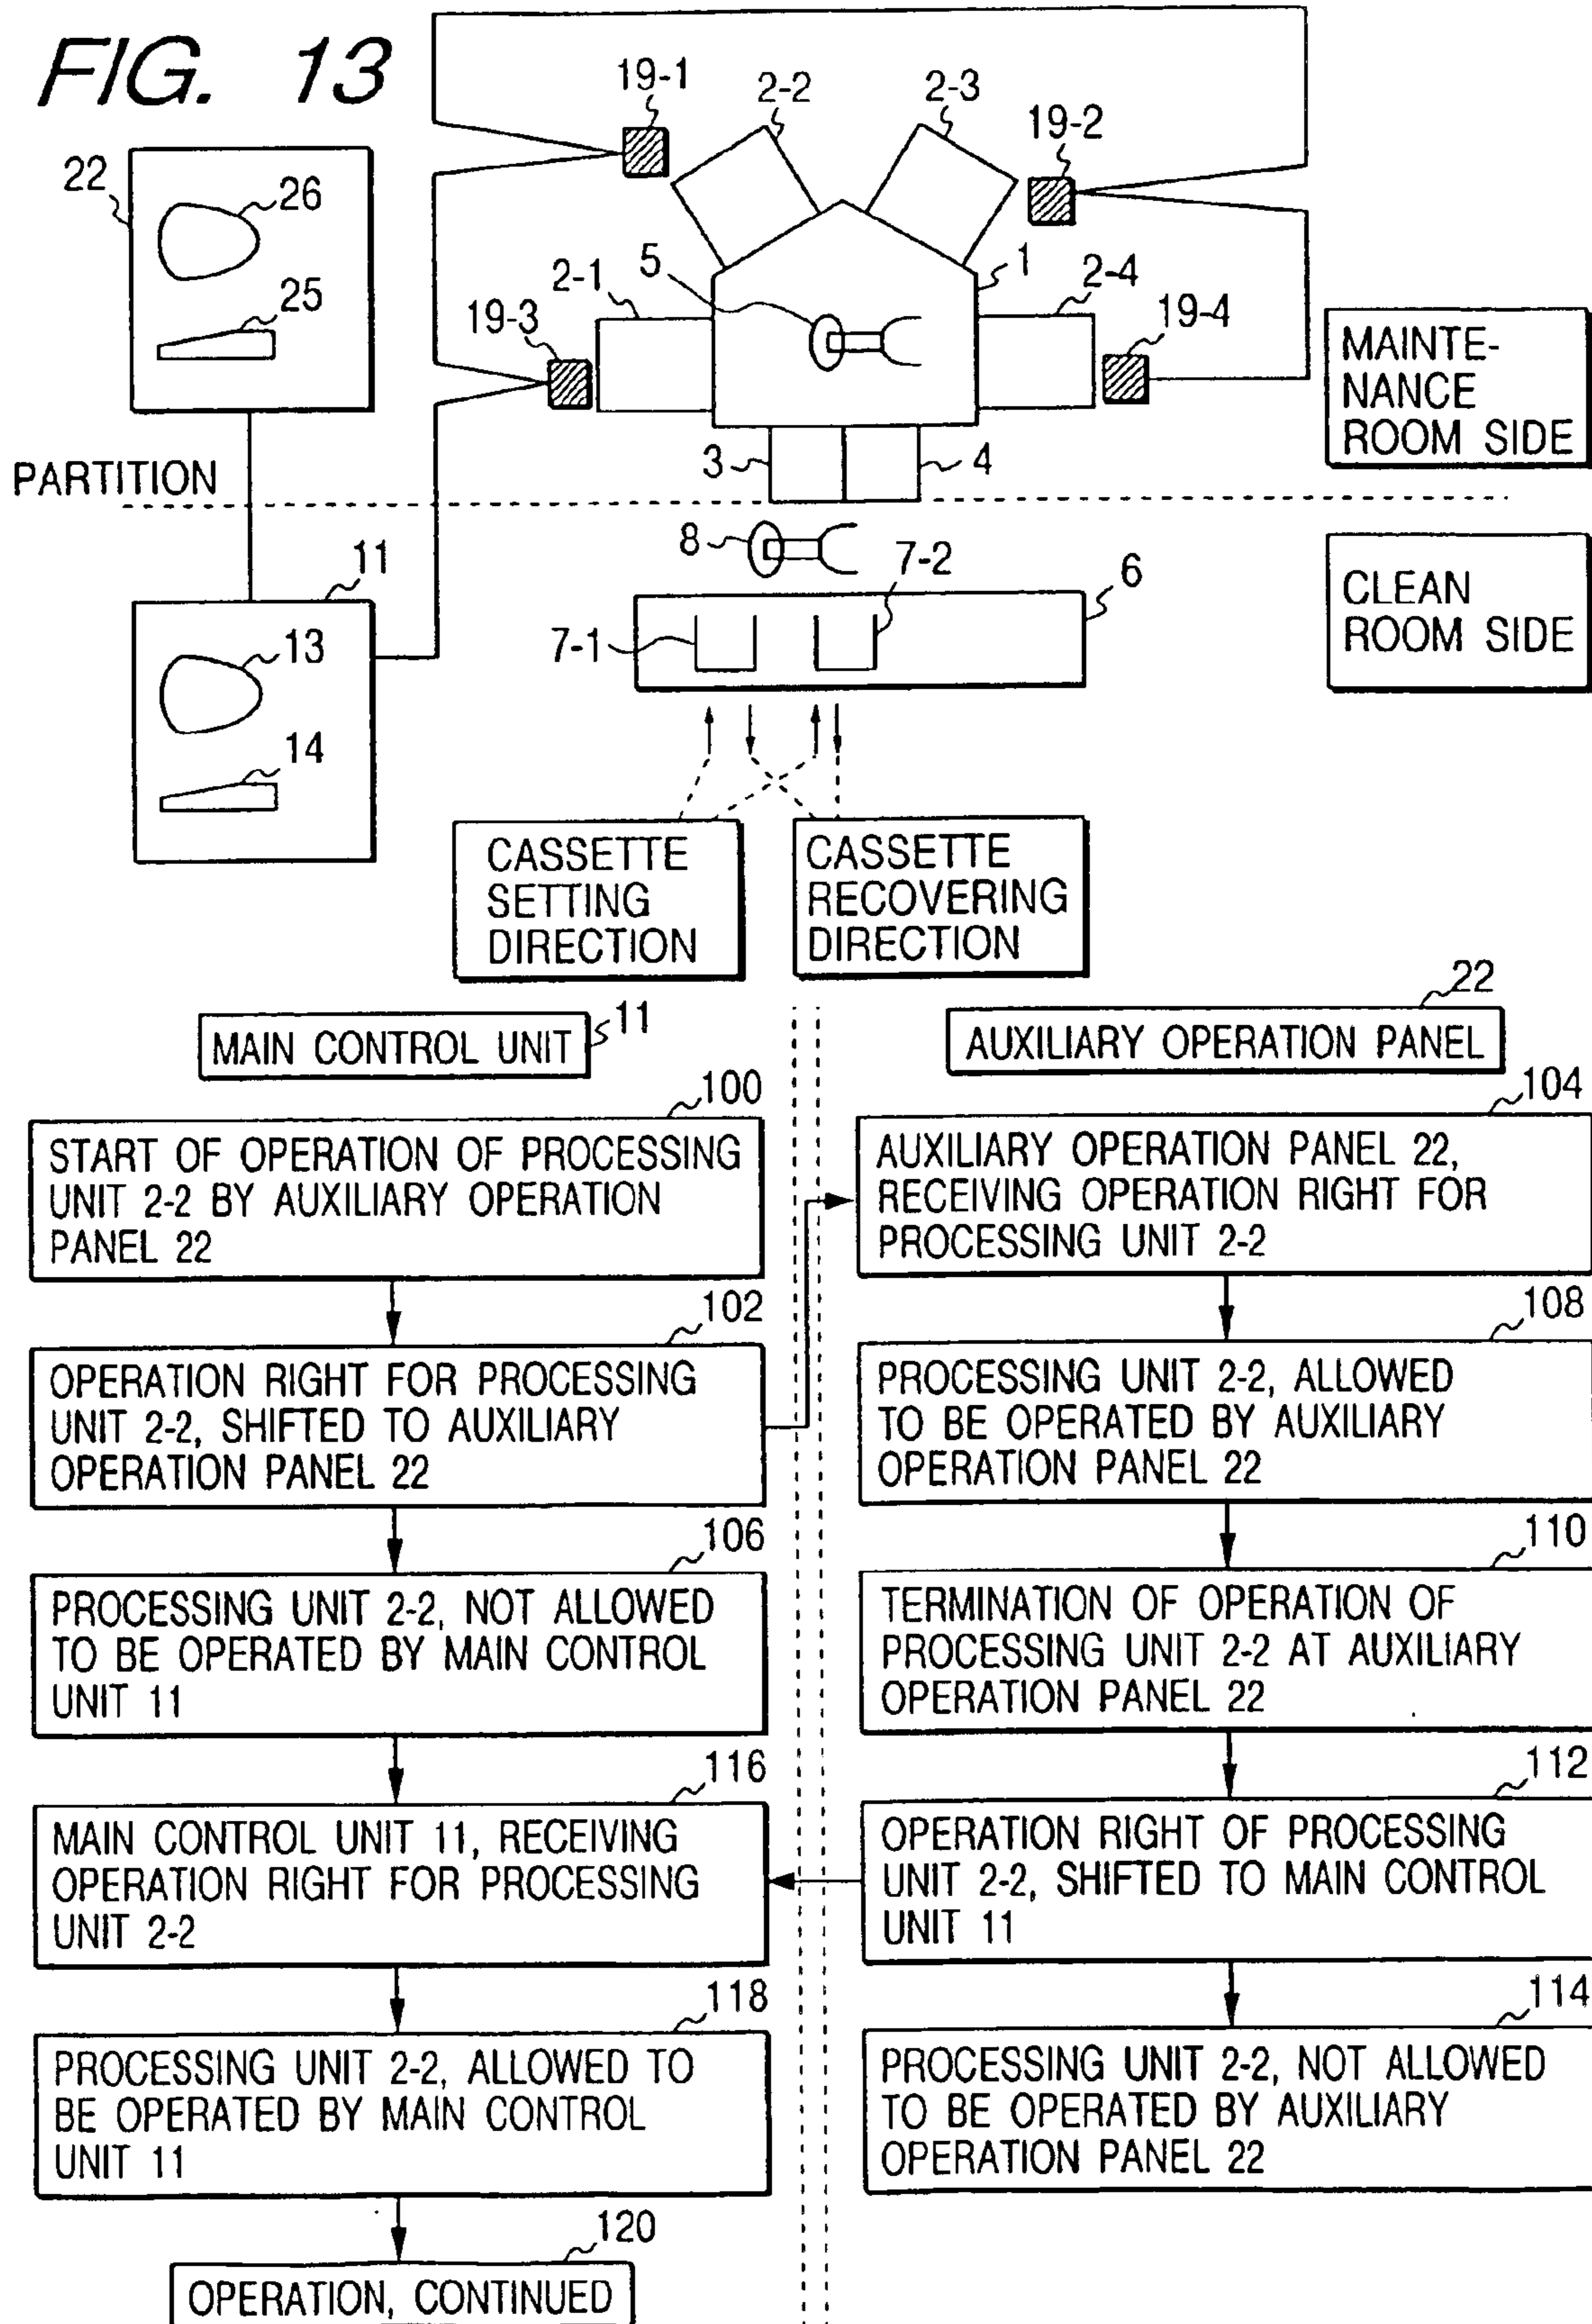 FIG. 13
19-1
2-2
2-3
19-2
22
26
25
2-1
5
1
2-4
19-3
19-4
MAINTE-
NANCE
ROOM SIDE
3
4
PARTITION
8
7-2
6
7-1
11
13
14
CLEAN
ROOM SIDE
CASSETTE
SETTING
DIRECTION
CASSETTE
RECOVERING
DIRECTION
MAIN CONTROL UNIT
11
22
AUXILIARY OPERATION PANEL
100
START OF OPERATION OF PROCESSING
UNIT 2-2 BY AUXILIARY OPERATION
PANEL 22
104
AUXILIARY OPERATION PANEL 22,
RECEIVING OPERATION RIGHT FOR
PROCESSING UNIT 2-2
102
OPERATION RIGHT FOR PROCESSING
UNIT 2-2, SHIFTED TO AUXILIARY
OPERATION PANEL 22
108
PROCESSING UNIT 2-2, ALLOWED
TO BE OPERATED BY AUXILIARY
OPERATION PANEL 22
106
PROCESSING UNIT 2-2, NOT ALLOWED
TO BE OPERATED BY MAIN CONTROL
UNIT 11
110
TERMINATION OF OPERATION OF
PROCESSING UNIT 2-2 AT AUXILIARY
OPERATION PANEL 22
116
MAIN CONTROL UNIT 11, RECEIVING
OPERATION RIGHT FOR PROCESSING
UNIT 2-2
112
OPERATION RIGHT OF PROCESSING
UNIT 2-2, SHIFTED TO MAIN CONTROL
UNIT 11
118
PROCESSING UNIT 2-2, ALLOWED TO
BE OPERATED BY MAIN CONTROL
UNIT 11
114
PROCESSING UNIT 2-2, NOT ALLOWED
TO BE OPERATED BY AUXILIARY
OPERATION PANEL 22
120
OPERATION, CONTINUED